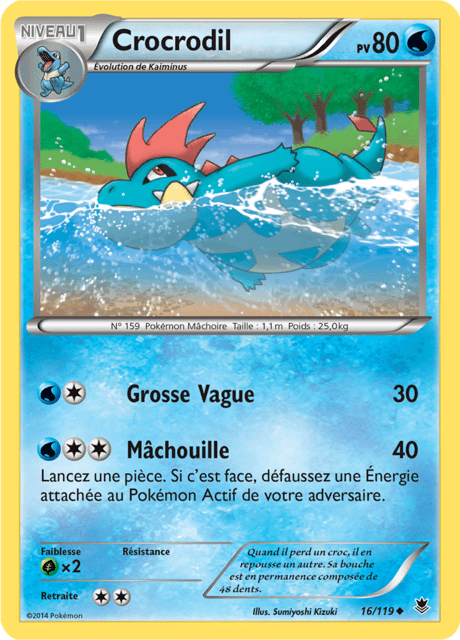 NIVEAU 1
Crocrodil
PV 80
Évolution de Kaiminus
N° 159 Pokémon Mâchoire Taille : 1,1m Poids : 25,0kg
Grosse Vague 30
Mâchouille 40
Lancez une pièce. Si c'est face, défaussez une Énergie
attachée au Pokémon Actif de votre adversaire.
Faiblesse Résistance
×2
Retraite
Quand il perd un croc, il en
repousse un autre. Sa bouche
est en permanence composée de
48 dents.
©2014 Pokémon
Illus. Sumiyoshi Kizuki 16/119